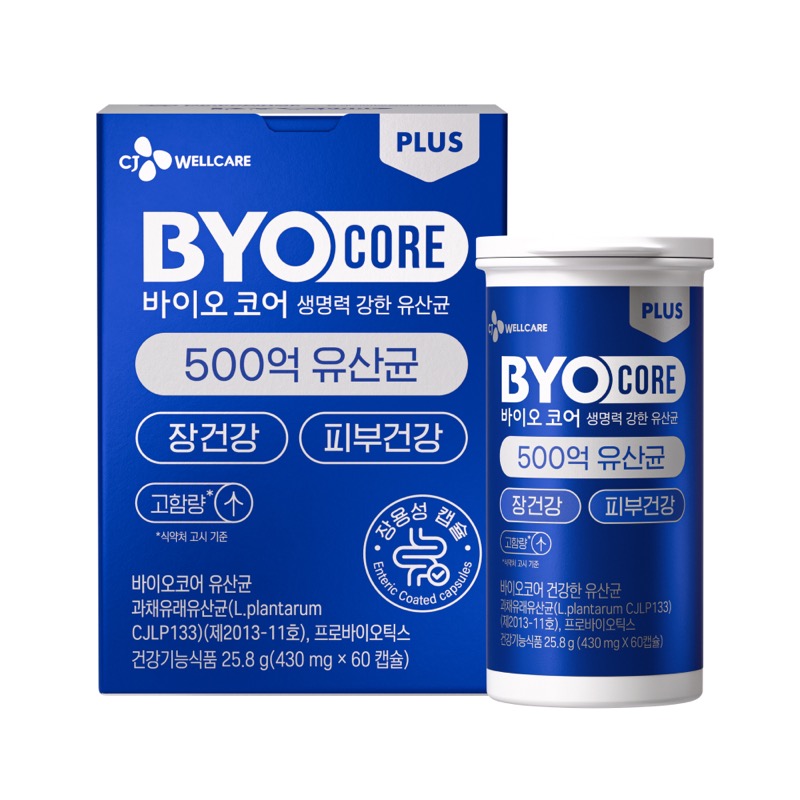 CJ WELLCARE
PLUS
BYO CORE
바이오 코어 생명력 강한 유산균
500억 유산균
장건강
피부건강
고함량*
*식약처 고시 기준
장용성 캡슐
Enteric Coated capsules
바이오코어 유산균
과채유래유산균(L.plantarum
CJLP133)(제2013-11호), 프로바이오틱스
건강기능식품 25.8 g(430 mg × 60 캡슐)
PLUS
CJ WELLCARE
BYO CORE
바이오 코어 생명력 강한 유산균
500억 유산균
장건강
피부건강
고함량*
*식약처 고시 기준
바이오코어 건강한 유산균
과채유래유산균(L.plantarum CJLP133)
(제2013-11호), 프로바이오틱스
건강기능식품 25.8 g(430 mg X 60캡슐)